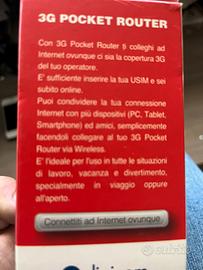 3G POCKET ROUTER
Con 3G Pocket Router ti colleghi ad
Internet ovunque ci sia la copertura 3G
del tuo operatore.
E' sufficiente inserire la tua USIM e sei
subito online.
Puoi condividere la tua connessione
Internet con più dispositivi (PC, Tablet,
Smartphone) ed amici, semplicemente
facendoli collegare al tuo 3G Pocket
Router via Wireless.
E' l'ideale per l'uso in tutte le situazioni
di lavoro, vacanza e divertimento,
specialmente in viaggio oppure
all'aperto.
Connettiti ad Internet ovunque
subito.it